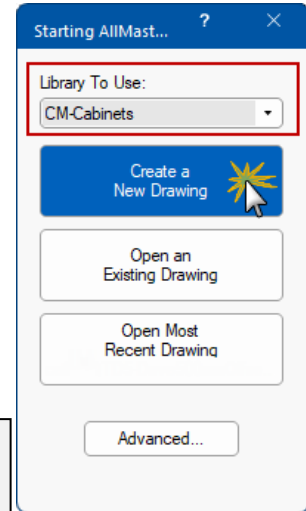 Starting AllMast... ?
Library To Use:
CM-Cabinets
Create a
New Drawing
Open an
Existing Drawing
Open Most
Recent Drawing
Advanced...